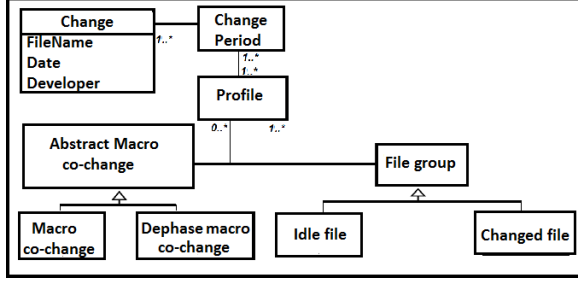 Change
FileName
Date
Developer
1..*
Change
Period
1..*
1..*
Profile
0..*
1..*
Abstract Macro
co-change
File group
Macro
co-change
Dephase macro
co-change
Idle file
Changed file